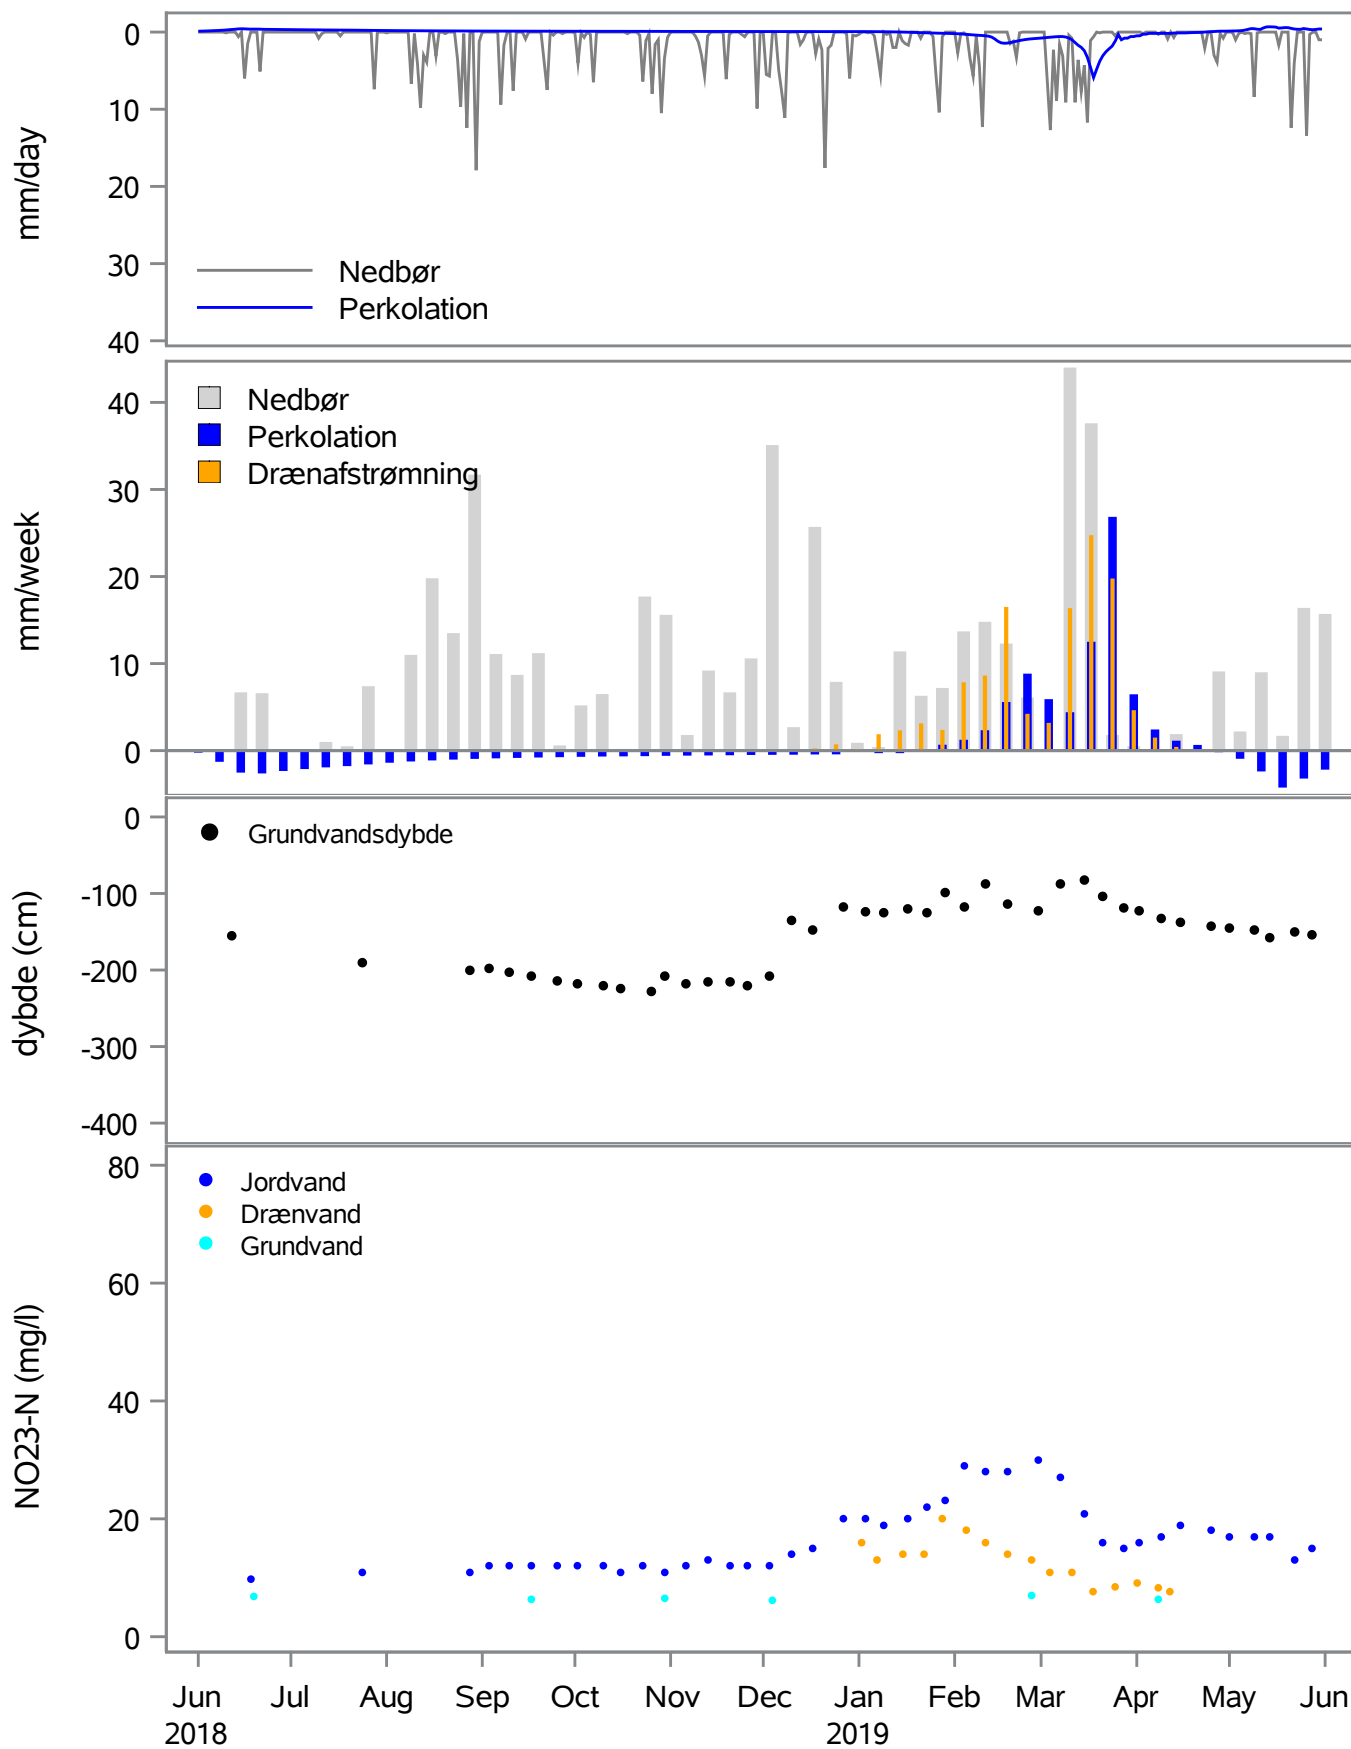 mm/day
0
10
20
30
40
Nedbør
Perkolation
mm/week
40
30
20
10
0
Nedbør
Perkolation
Drænafstrømning
dybde (cm)
0
-100
-200
-300
-400
Grundvandsdybde
NO23-N (mg/l)
80
60
40
20
0
Jordvand
Drænvand
Grundvand
Jun Jul Aug Sep Oct Nov Dec Jan Feb Mar Apr May Jun
2018 2019